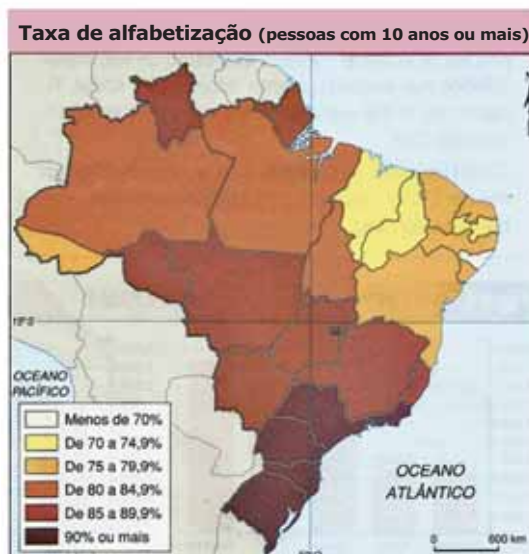 Taxa de alfabetização (pessoas com 10 anos ou mais)
OCEANO
PACÍFICO
Menos de 70%
De 70 a 74,9%
De 75 a 79,9%
De 80 a 84,9%
De 85 a 89,9%
90% ou mais
OCEANO
ATLÂNTICO
0 600 km